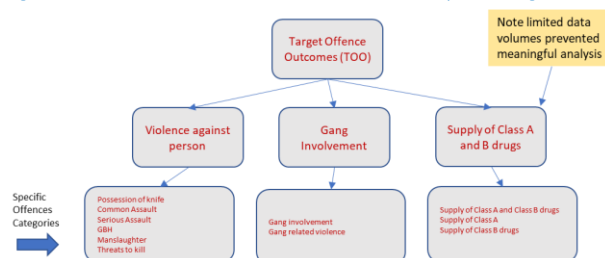 Target Offence
Outcomes (TOO)
Note limited data
volumes prevented
meaningful analysis
Violence against
person
Gang
Involvement
Supply of Class A
and B drugs
Specific
Offences
Categories
Possession of knife
Common Assault
Serious Assault
GBH
Manslaughter
Threats to kill
Gang involvement
Gang related violence
Supply of Class A and Class B drugs
Supply of Class A
Supply of Class B drugs